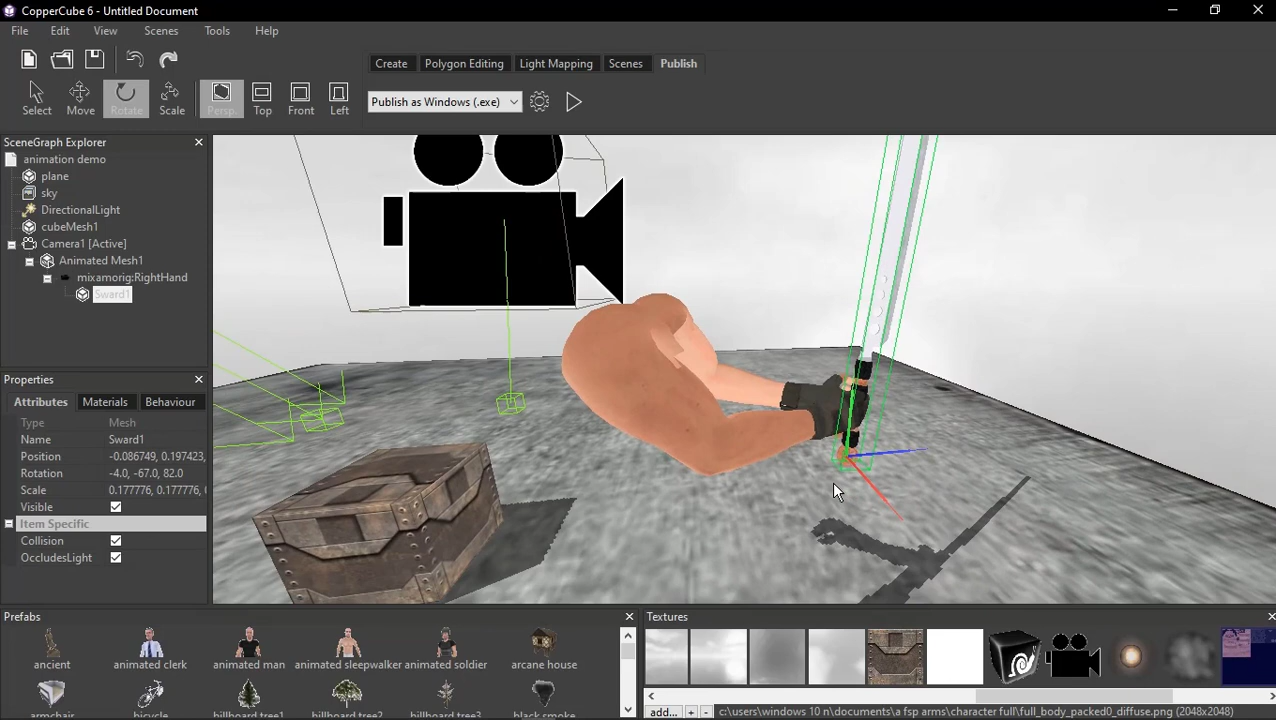 CopperCube 6 - Untitled Document
File Edit View Scenes Tools Help
Create Polygon Editing Light Mapping Scenes Publish
Select Move Rotate Scale Persp. Top Front Left
Publish as Windows (.exe)
SceneGraph Explorer
animation demo
plane
sky
DirectionalLight
cubeMesh1
Camera1 [Active]
Animated Mesh1
mixamorig:RightHand
Sward1
Properties
Attributes Materials Behaviour
Type Mesh
Name Sward1
Position -0.086749, 0.197423,
Rotation -4.0, -67.0, 82.0
Scale 0.177776, 0.177776, (
Visible
Item Specific
Collision
OccludesLight
Prefabs
ancient animated clerk animated man animated sleepwalker animated soldier arcane house
armchair bicycle billboard tree1 billboard tree2 billboard tree3 black smoke
Textures
add... + - c:\users\windows 10 n\documents\a fsp arms\character full\full_body_packed0_diffuse.png (2048x2048)